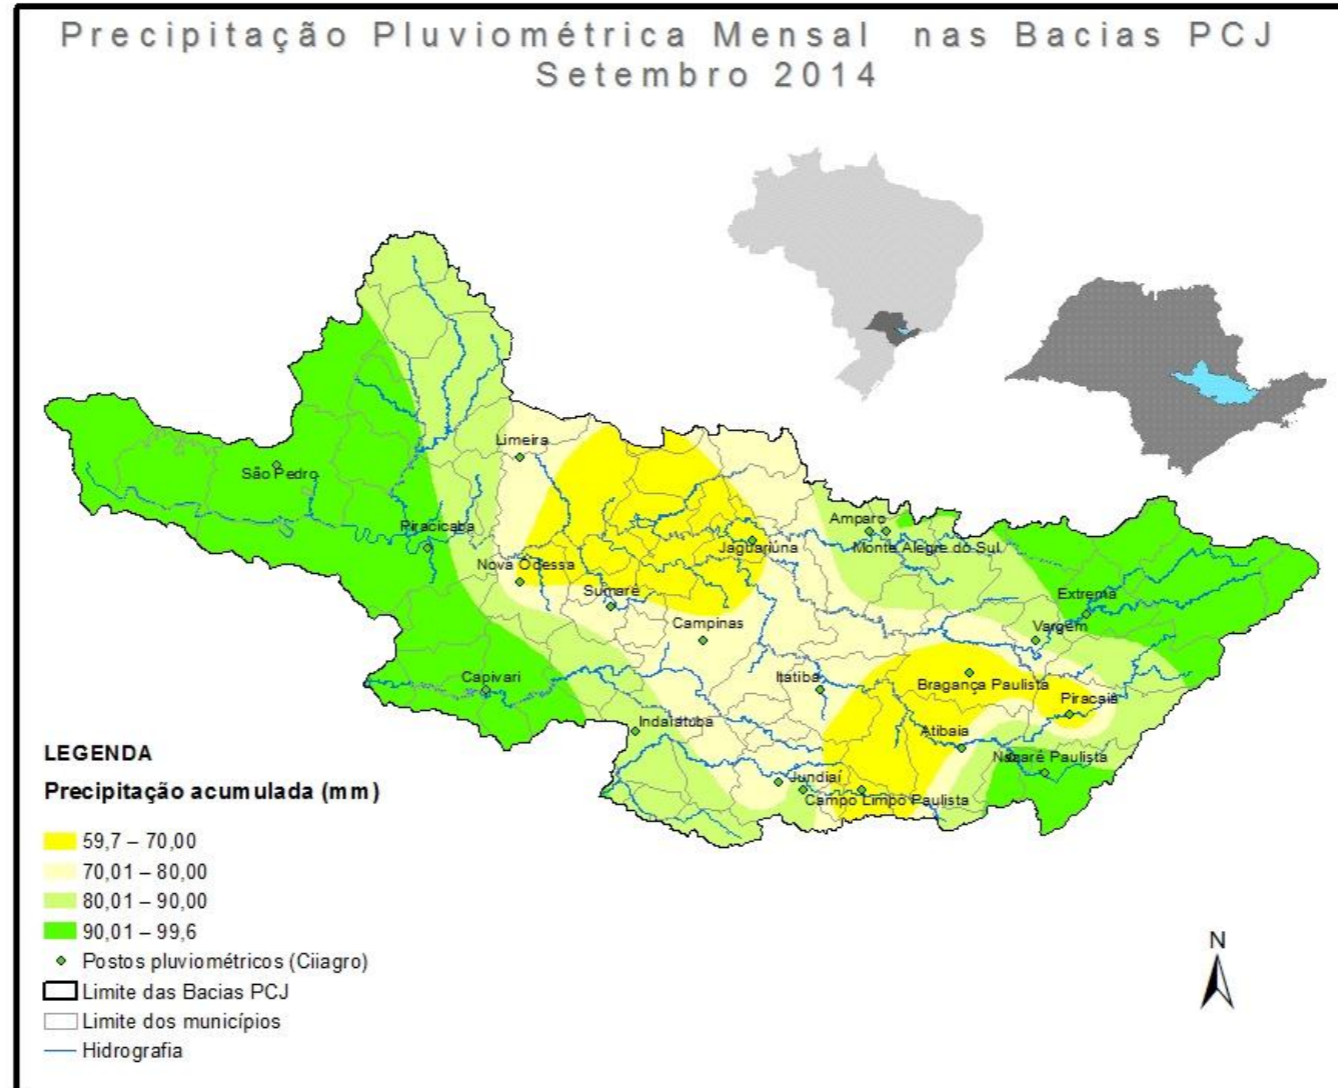 Precipitação Pluviométrica Mensal nas Bacias PCJ
Setembro 2014
Limeira
São Pedro
Piracicaba
Amparo
Monte Alegre do Sul
Jaguariúna
Nova Odessa
Sumaré
Extrema
Campinas
Vargem
Capivari
Itatiba
Bragança Paulista
Piracaia
Indaiatuba
Atibaia
Nazaré Paulista
Jundiaí
Campo Limpo Paulista
LEGENDA
Precipitação acumulada (mm)
59,7 – 70,00
70,01 – 80,00
80,01 – 90,00
90,01 – 99,6
Postos pluviométricos (Ciiagro)
Limite das Bacias PCJ
Limite dos municípios
Hidrografia
N